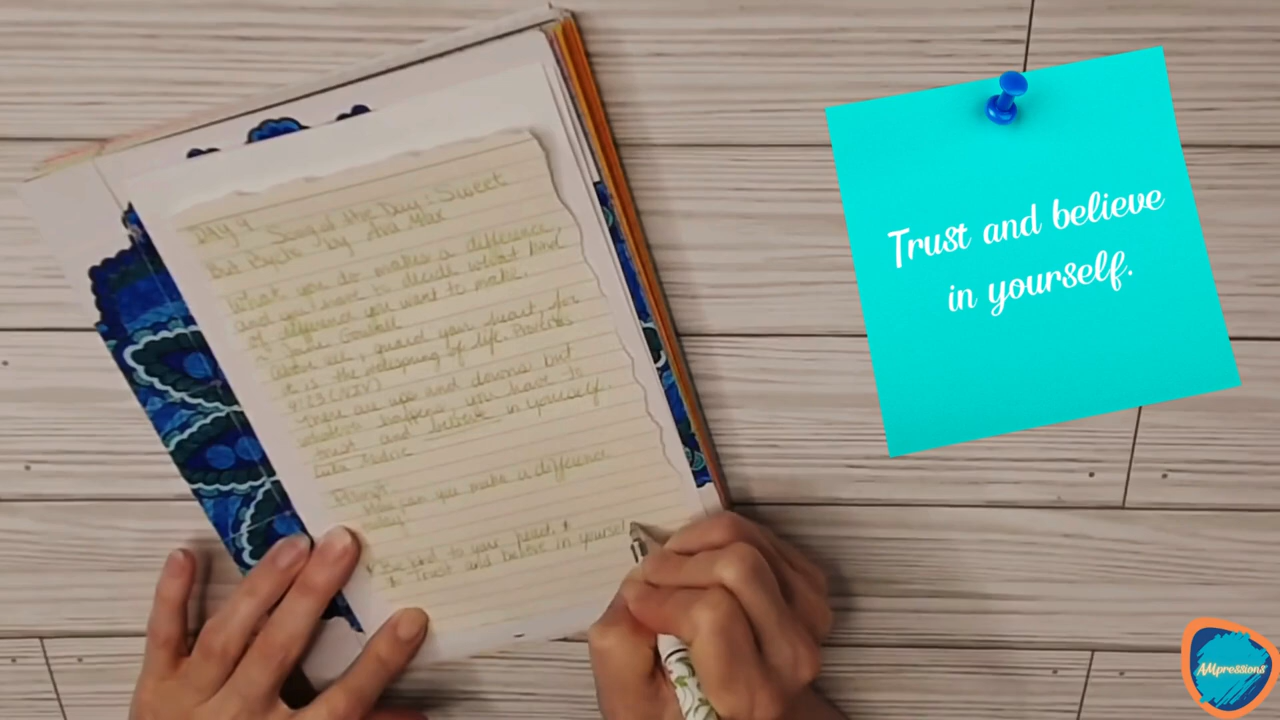 DAY 4 Song of the Day: Sweet
But Psycho by Ava Max
What you do makes a difference
and you have to decide what kind
of difference you want to make.
~ Jane Goodall
Above all, guard your heart, for
it is the wellspring of life. Proverbs
4:23 (NIV)
There are ups and downs but
whatever happens you have to
trust and believe in yourself.
Luka Modric
Prompt
How can you make a difference
today?
* Be kind to your heart. *
* Trust and believe in yoursel
Trust and believe
in yourself.
AMpressions